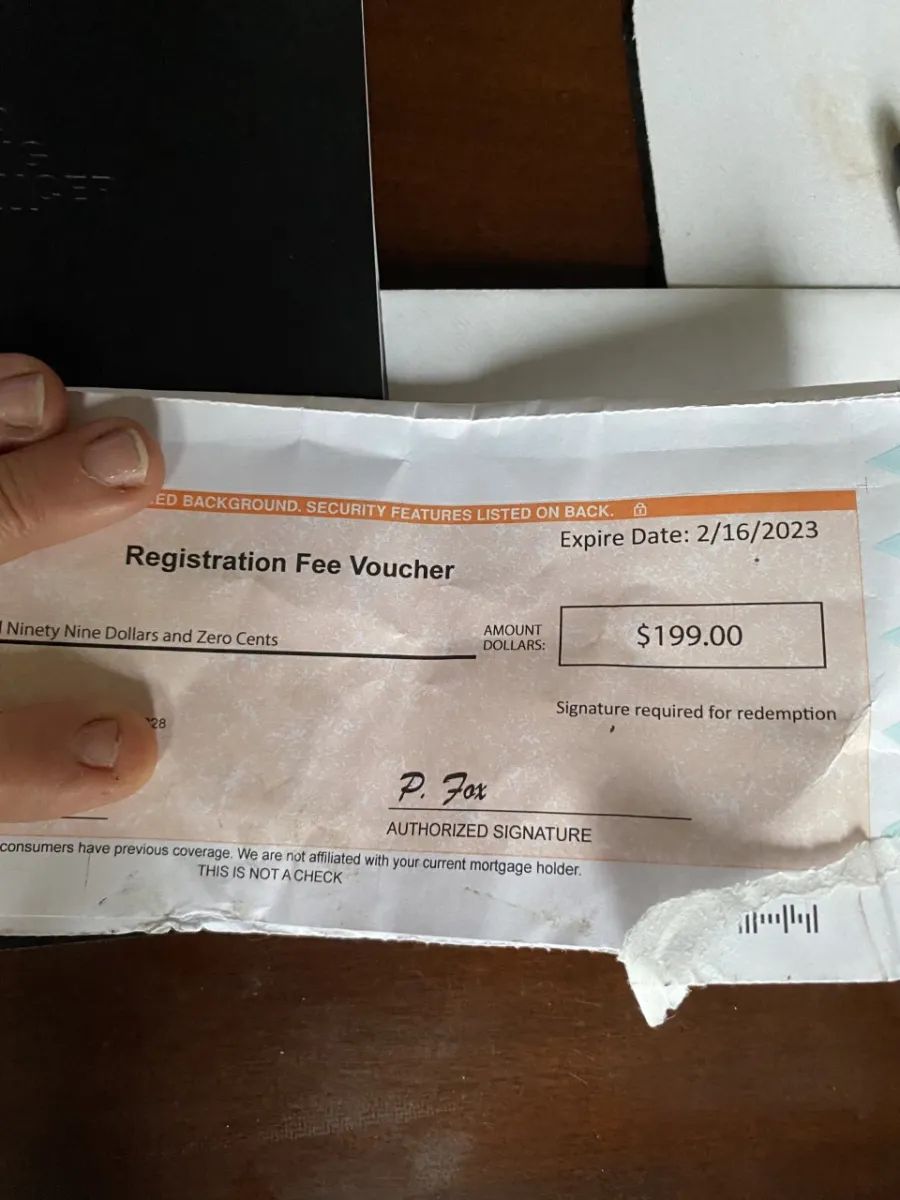 ED BACKGROUND. SECURITY FEATURES LISTED ON BACK.
Expire Date: 2/16/2023
Registration Fee Voucher
Ninety Nine Dollars and Zero Cents
AMOUNT
DOLLARS:
$199.00
Signature required for redemption
28
P. Fox
AUTHORIZED SIGNATURE
consumers have previous coverage. We are not affiliated with your current mortgage holder.
THIS IS NOT A CHECK